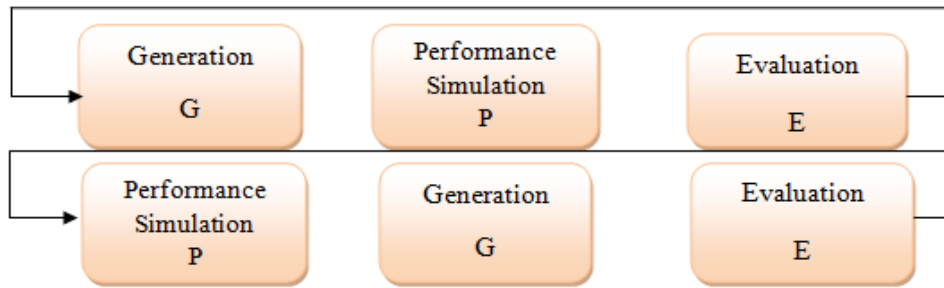 Generation
G
Performance
Simulation
P
Evaluation
E
Performance
Simulation
P
Generation
G
Evaluation
E